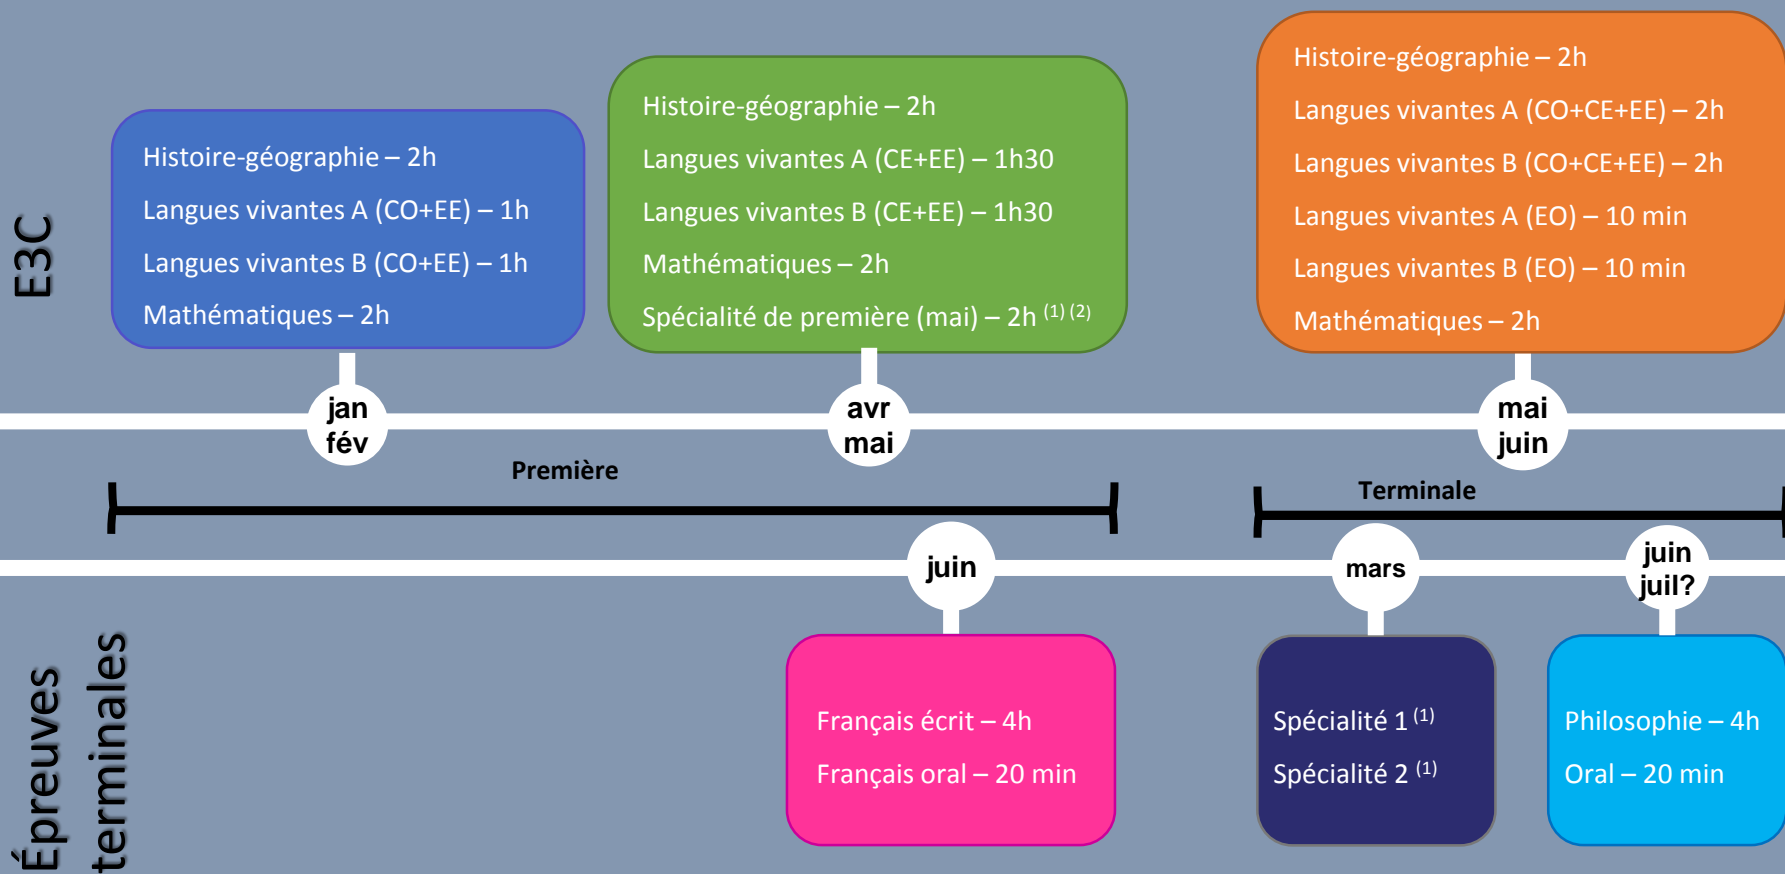 E3C
Histoire-géographie – 2h
Langues vivantes A (CO+EE) – 1h
Langues vivantes B (CO+EE) – 1h
Mathématiques – 2h
Histoire-géographie – 2h
Langues vivantes A (CE+EE) – 1h30
Langues vivantes B (CE+EE) – 1h30
Mathématiques – 2h
Spécialité de première (mai) – 2h (1) (2)
Histoire-géographie – 2h
Langues vivantes A (CO+CE+EE) – 2h
Langues vivantes B (CO+CE+EE) – 2h
Langues vivantes A (EO) – 10 min
Langues vivantes B (EO) – 10 min
Mathématiques – 2h
jan
fév
avr
mai
mai
juin
Première
Terminale
juin
mars
juin
juil?
Épreuves
terminales
Français écrit – 4h
Français oral – 20 min
Spécialité 1 (1)
Spécialité 2 (1)
Philosophie – 4h
Oral – 20 min